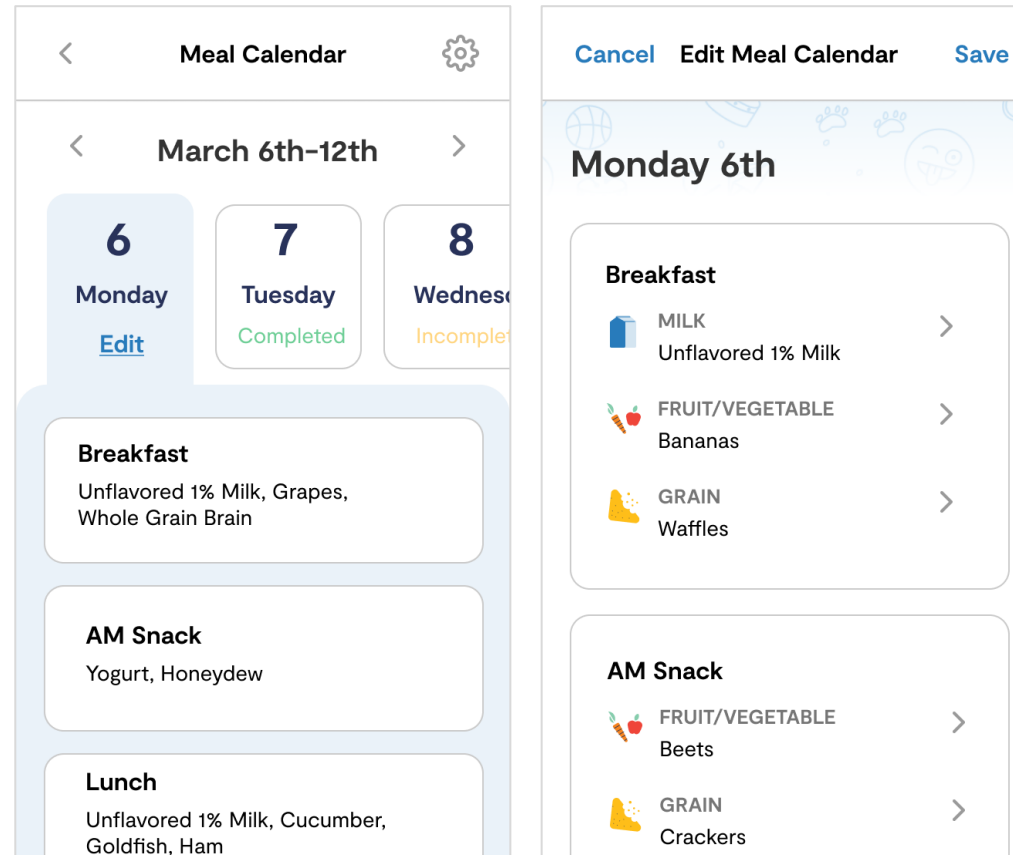 Meal Calendar
March 6th-12th
6
Monday
Edit
7
Tuesday
Completed
8
Wednesd
Incomplet
Breakfast
Unflavored 1% Milk, Grapes,
Whole Grain Brain
AM Snack
Yogurt, Honeydew
Lunch
Unflavored 1% Milk, Cucumber,
Goldfish, Ham
Cancel Edit Meal Calendar Save
Monday 6th
Breakfast
MILK
Unflavored 1% Milk
FRUIT/VEGETABLE
Bananas
GRAIN
Waffles
AM Snack
FRUIT/VEGETABLE
Beets
GRAIN
Crackers